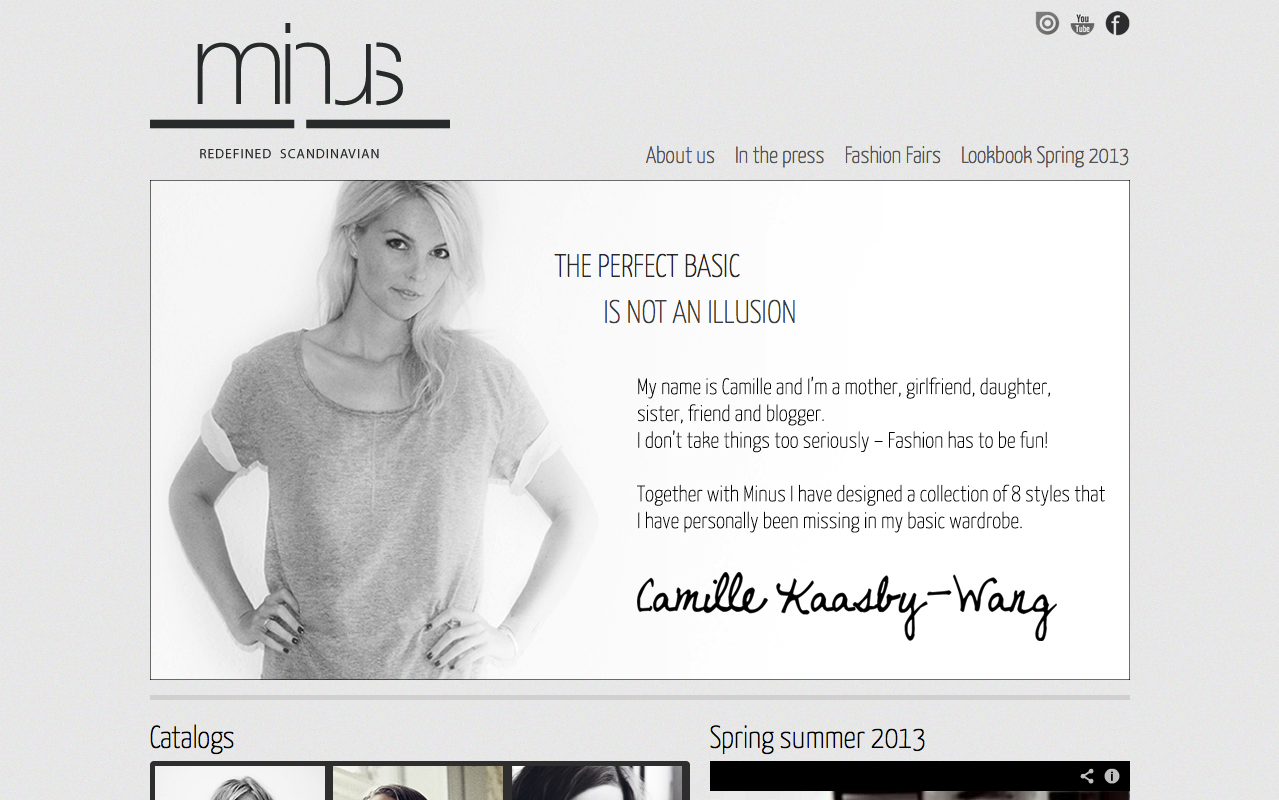 minus
REDEFINED SCANDINAVIAN
You
Tube
f
About us In the press Fashion Fairs Lookbook Spring 2013
THE PERFECT BASIC
IS NOT AN ILLUSION
My name is Camille and I'm a mother, girlfriend, daughter,
sister, friend and blogger.
I don't take things too seriously – Fashion has to be fun!
Together with Minus I have designed a collection of 8 styles that
I have personally been missing in my basic wardrobe.
Camille Kaasby-Wang
Catalogs
Spring summer 2013